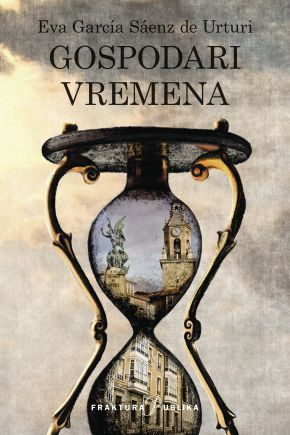 Eva García Sáenz de Urturi
GOSPODARI
VREMENA
FRAKTURA PUBLIKA